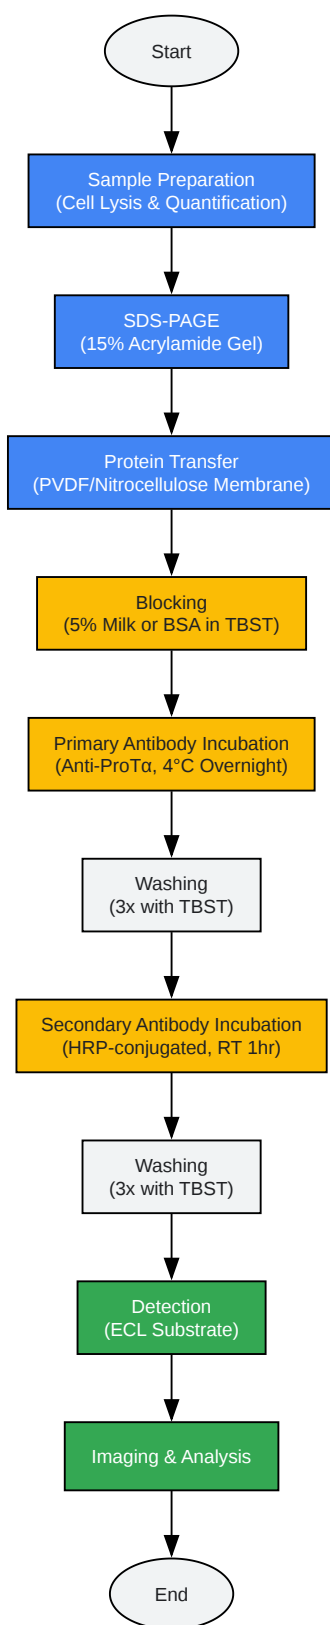 Start
Sample Preparation
(Cell Lysis & Quantification)
SDS-PAGE
(15% Acrylamide Gel)
Protein Transfer
(PVDF/Nitrocellulose Membrane)
Blocking
(5% Milk or BSA in TBST)
Primary Antibody Incubation
(Anti-ProTα, 4°C Overnight)
Washing
(3x with TBST)
Secondary Antibody Incubation
(HRP-conjugated, RT 1hr)
Washing
(3x with TBST)
Detection
(ECL Substrate)
Imaging & Analysis
End